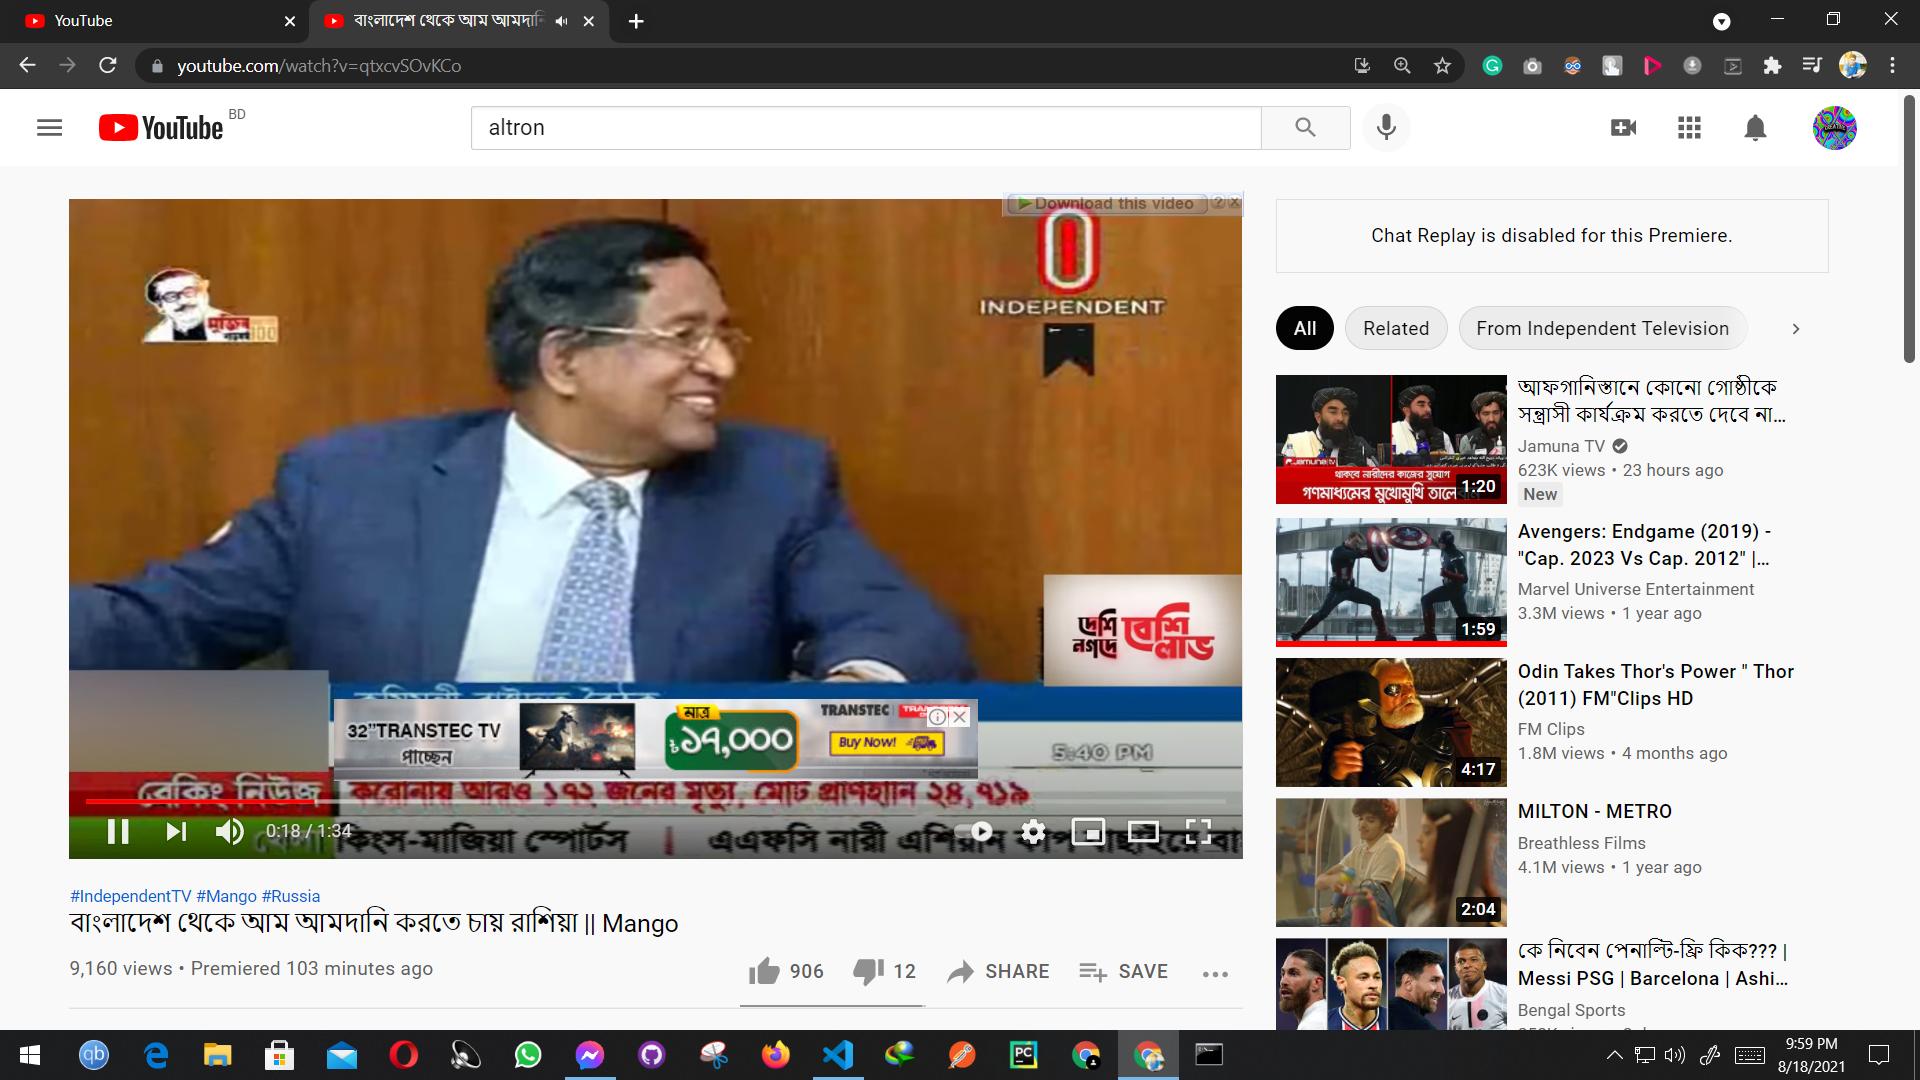 YouTube
বাংলাদেশ থেকে আম আমদানি
youtube.com/watch?v=qtxcvSOvKCo
YouTube BD
altron
Download this video
INDEPENDENT
মুজিব
100
দেশি বেশি
নগদে লাভ
32"TRANSTEC TV
পাচ্ছেন
মাত্র
৳১৭,০০০
TRANSTEC
Buy Now!
5:40 PM
ব্রেকিং নিউজ
করোনায় আরও ১৭২ জনের মৃত্যু, মোট প্রাণহানি ২৪,৭১৯
খেলা
কিংস-মাজিয়া স্পোর্টস | এএফসি নারী এশিয়ান কাপ বাছাইয়ে বা
0:18 / 1:34
#IndependentTV #Mango #Russia
বাংলাদেশ থেকে আম আমদানি করতে চায় রাশিয়া || Mango
9,160 views • Premiered 103 minutes ago
906
12
SHARE
SAVE
Chat Replay is disabled for this Premiere.
All
Related
From Independent Television
থাকবে নারীদের কাজের সুযোগ
গণমাধ্যমের মুখোমুখি তালে
1:20
আফগানিস্তানে কোনো গোষ্ঠীকে
সন্ত্রাসী কার্যক্রম করতে দেবে না...
Jamuna TV
623K views • 23 hours ago
New
1:59
Avengers: Endgame (2019) -
"Cap. 2023 Vs Cap. 2012" |...
Marvel Universe Entertainment
3.3M views • 1 year ago
4:17
Odin Takes Thor's Power " Thor
(2011) FM"Clips HD
FM Clips
1.8M views • 4 months ago
2:04
MILTON - METRO
Breathless Films
4.1M views • 1 year ago
কে নিবেন পেনাল্টি-ফ্রি কিক??? |
Messi PSG | Barcelona | Ashi...
Bengal Sports
9:59 PM
8/18/2021